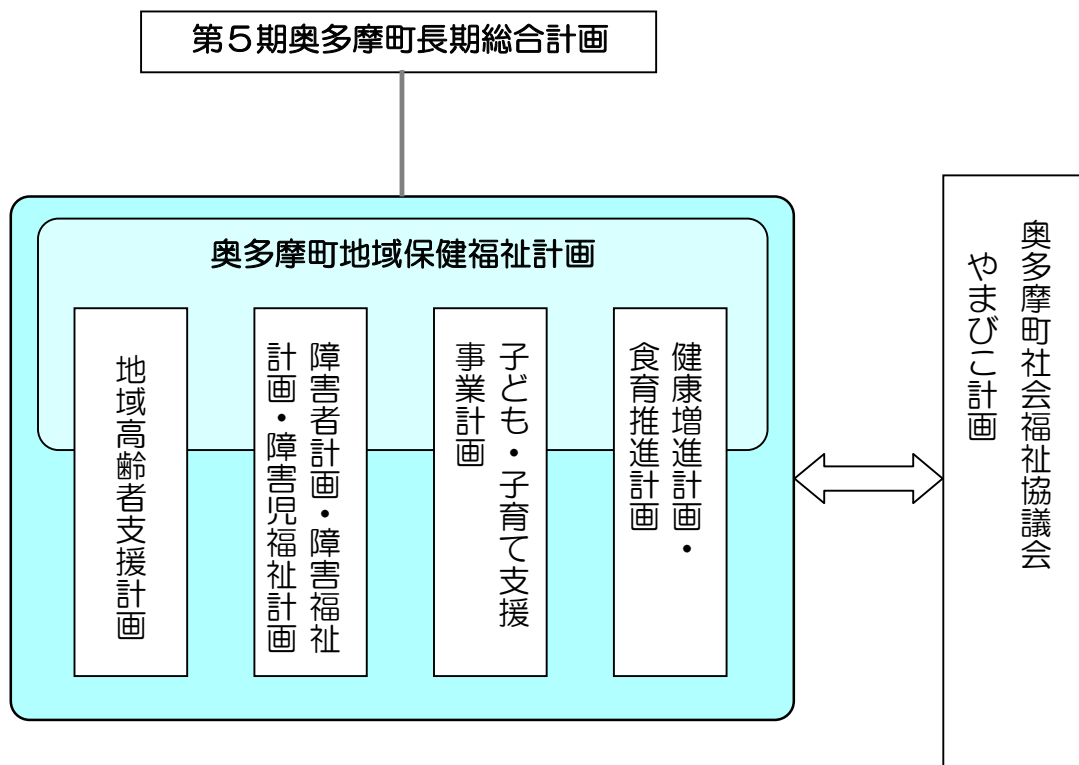 第５期奥多摩町長期総合計画
奥多摩町地域保健福祉計画
地域高齢者支援計画
障害者計画・障害福祉
計画・障害児福祉計画
子ども・子育て支援
事業計画
健康増進計画・
食育推進計画
奥多摩町社会福祉協議会
やまびこ計画